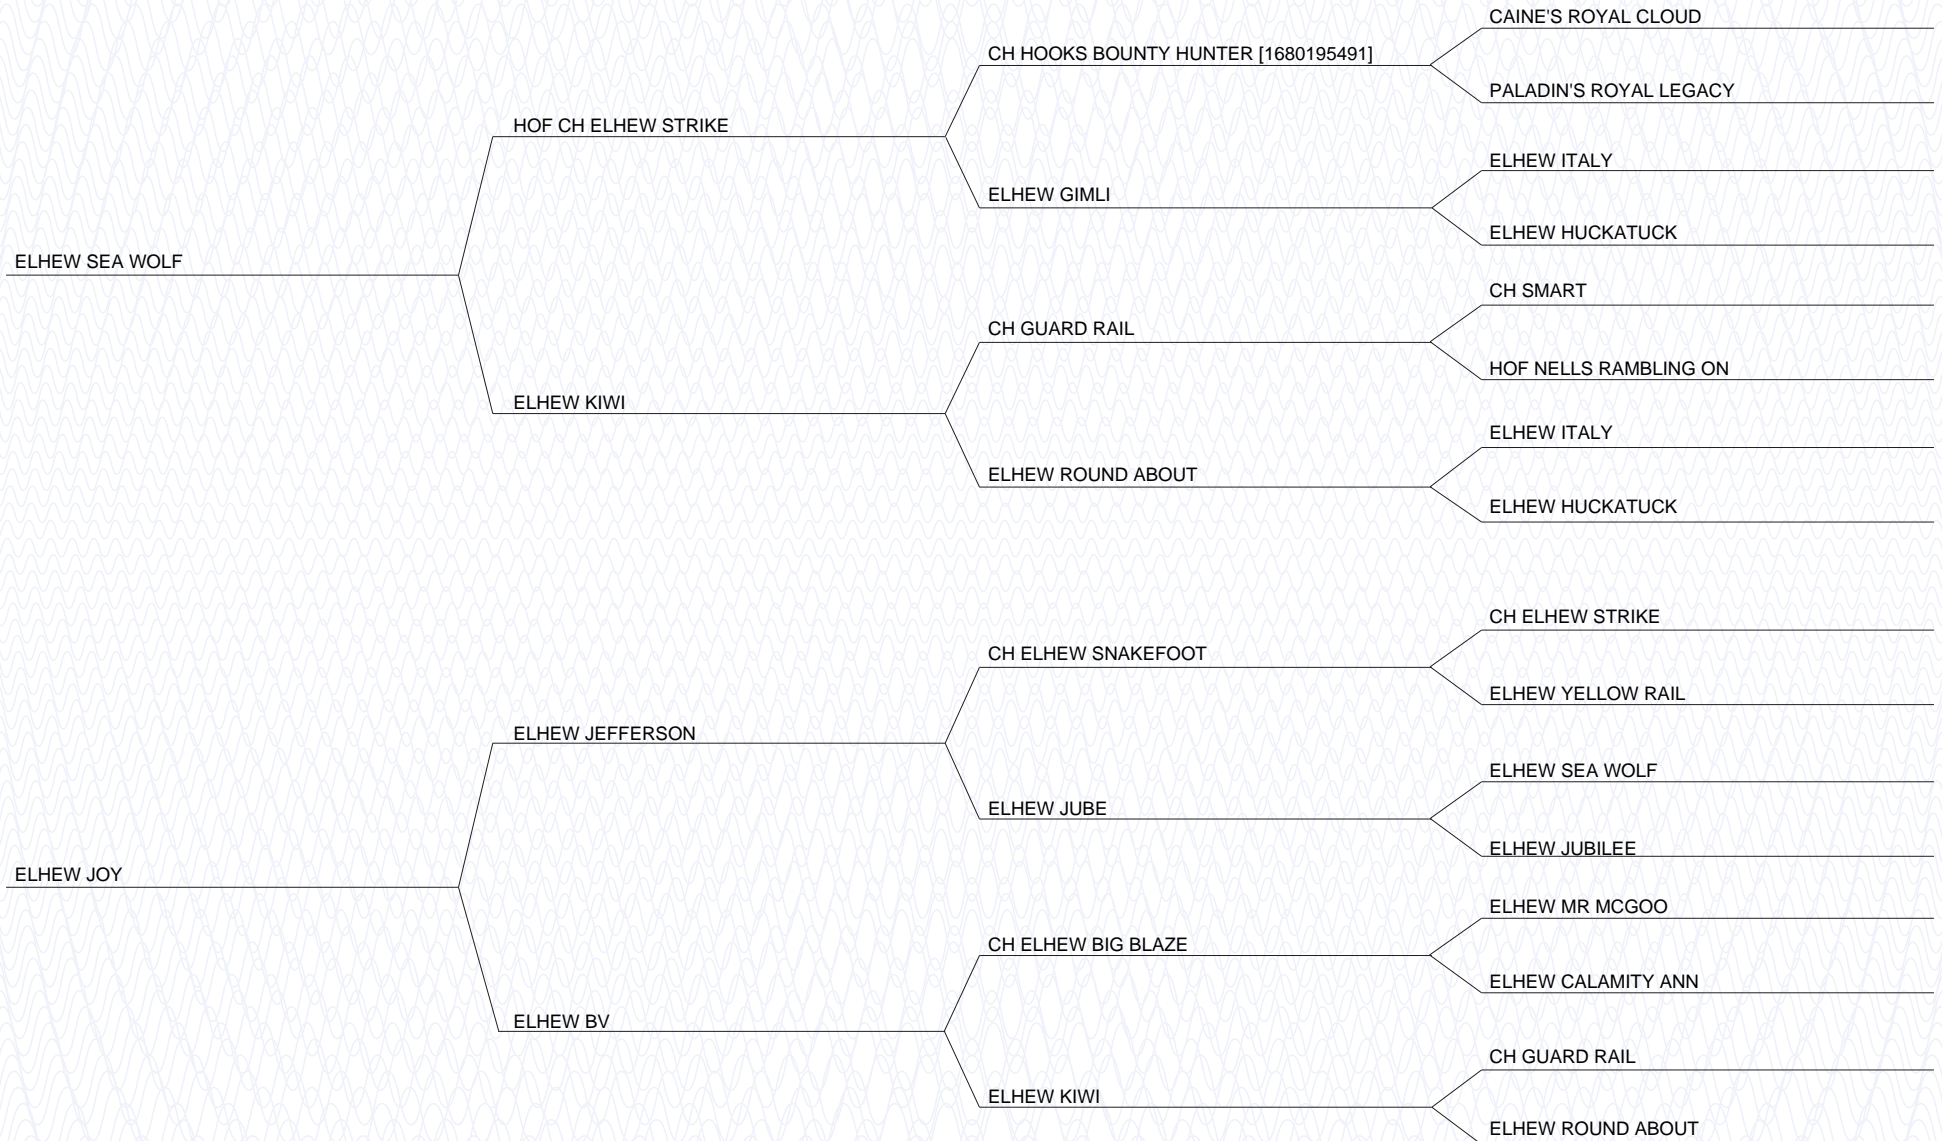 CAINE'S ROYAL CLOUD
CH HOOKS BOUNTY HUNTER [1680195491]
PALADIN'S ROYAL LEGACY
HOF CH ELHEW STRIKE
ELHEW ITALY
ELHEW GIMLI
ELHEW HUCKATUCK
ELHEW SEA WOLF
CH SMART
CH GUARD RAIL
HOF NELLS RAMBLING ON
ELHEW KIWI
ELHEW ITALY
ELHEW ROUND ABOUT
ELHEW HUCKATUCK
CH ELHEW STRIKE
CH ELHEW SNAKEFOOT
ELHEW YELLOW RAIL
ELHEW JEFFERSON
ELHEW SEA WOLF
ELHEW JUBE
ELHEW JUBILEE
ELHEW JOY
ELHEW MR MCGOO
CH ELHEW BIG BLAZE
ELHEW CALAMITY ANN
ELHEW BV
CH GUARD RAIL
ELHEW KIWI
ELHEW ROUND ABOUT